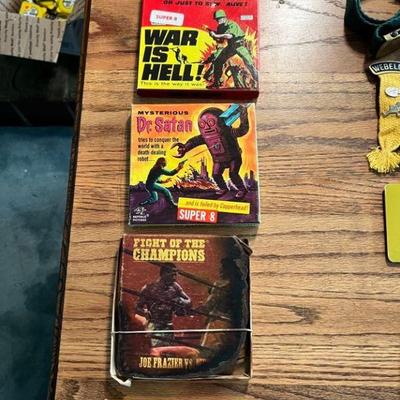 OR JUST TO STAY ALIVE!
SUPER 8
WAR IS
HELL!
This is the way it was!
MYSTERIOUS
Dr. Satan
tries to conquer the
world with a
death-dealing
robot...
...and is foiled by Copperhead!
SUPER 8
FIGHT OF THE
CHAMPIONS
JOE FRAZIER VS.
WEBELOS